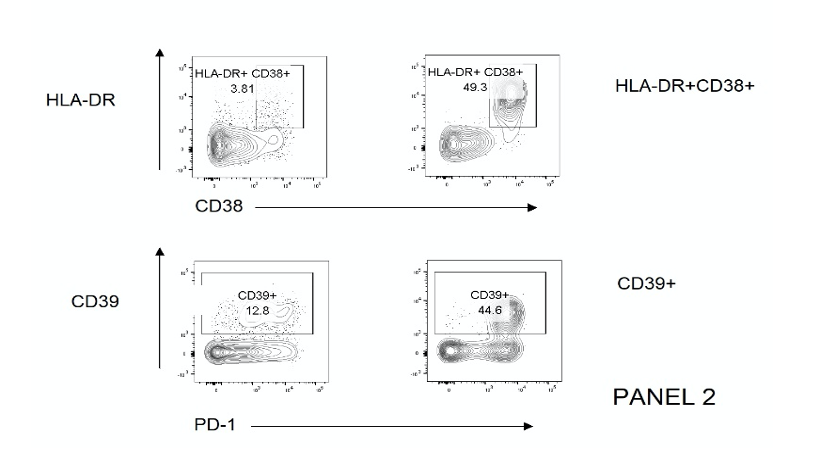 HLA-DR+ CD38+
3.81
HLA-DR+ CD38+
49.3
HLA-DR
HLA-DR+CD38+
CD38
CD39+
12.8
CD39+
44.6
CD39
CD39+
PANEL 2
PD-1